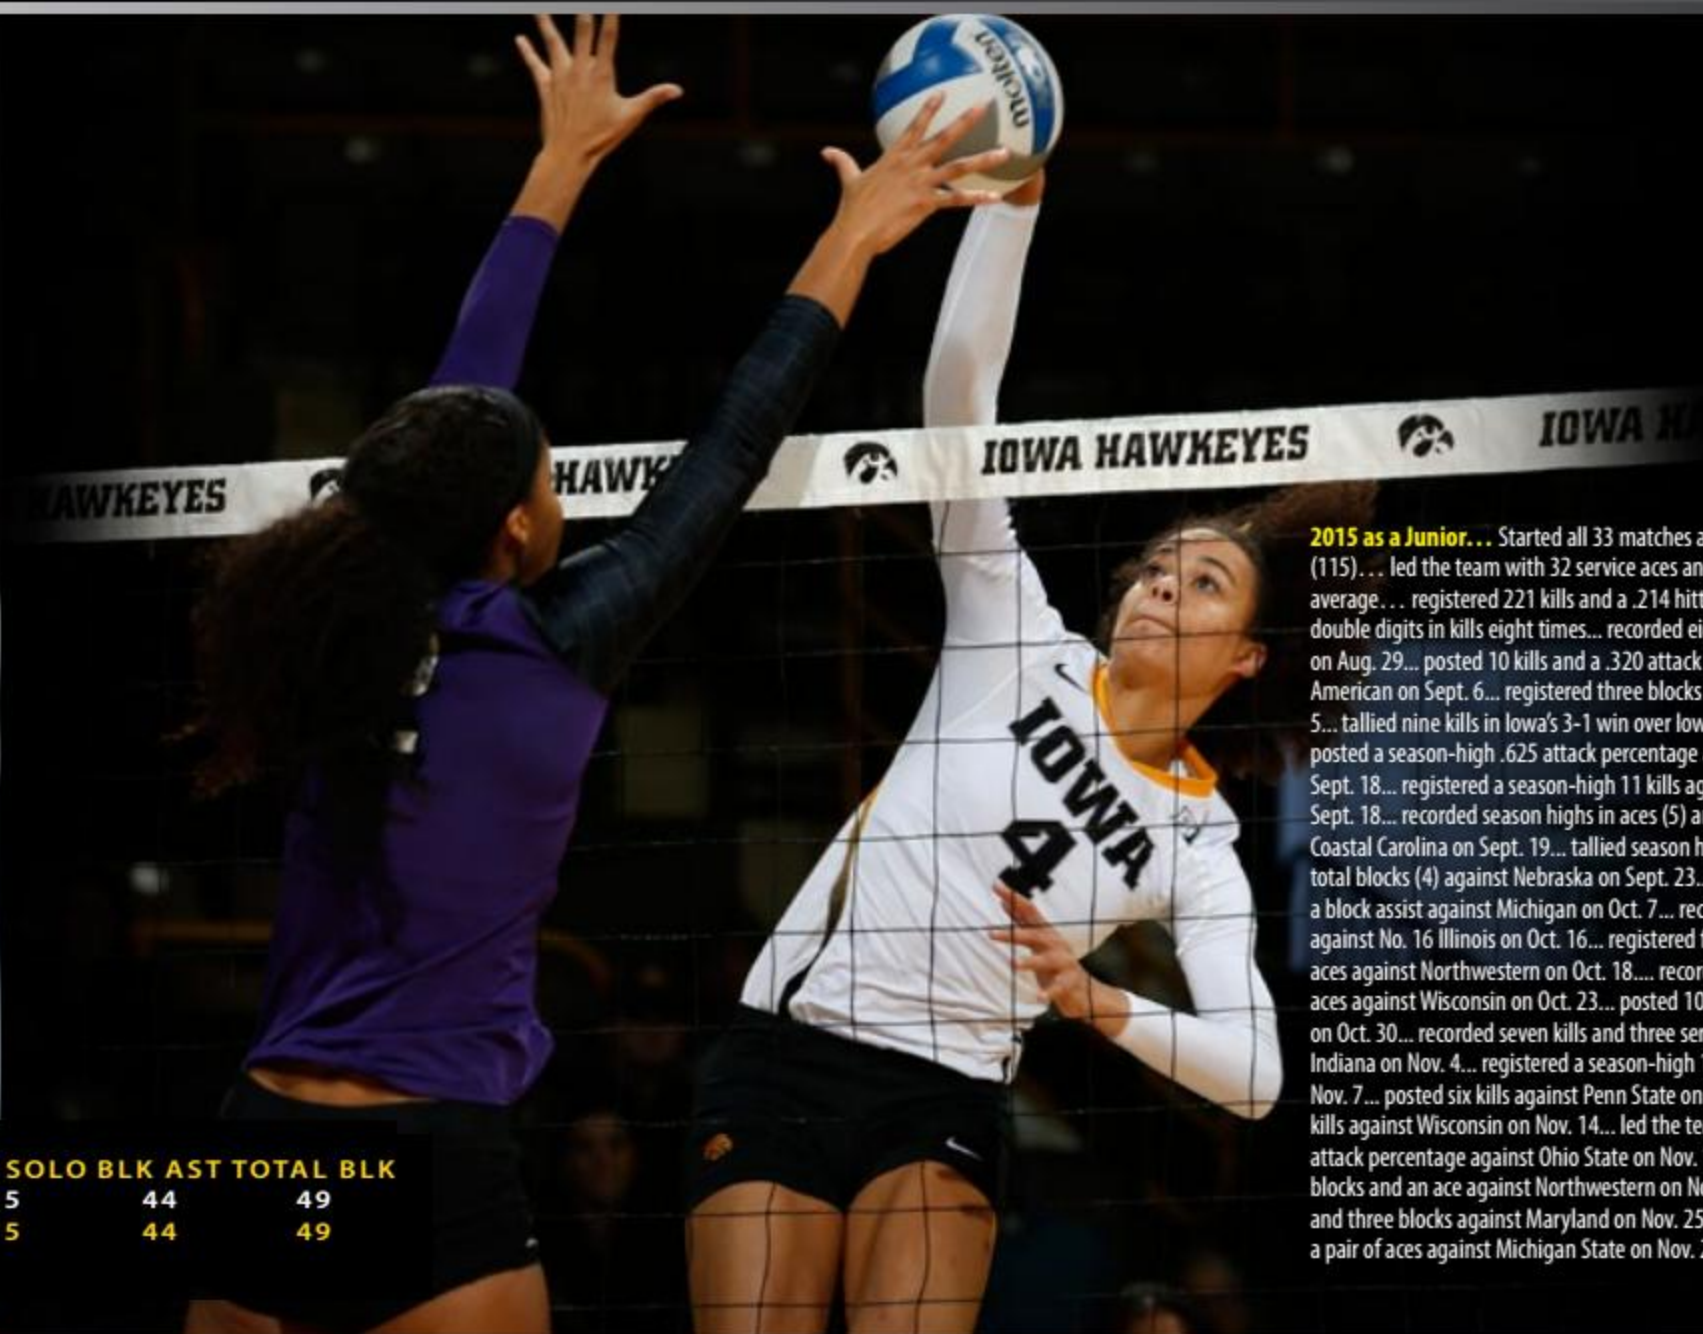 molten
HAWKEYES
IOWA HAWKEYES
IOWA
IOWA
4
2015 as a Junior… Started all 33 matches a
(115)… led the team with 32 service aces an
average… registered 221 kills and a .214 hitt
double digits in kills eight times... recorded ei
on Aug. 29... posted 10 kills and a .320 attack
American on Sept. 6... registered three blocks
5... tallied nine kills in Iowa's 3-1 win over Iow
posted a season-high .625 attack percentage
Sept. 18... registered a season-high 11 kills ag
Sept. 18... recorded season highs in aces (5) a
Coastal Carolina on Sept. 19... tallied season h
total blocks (4) against Nebraska on Sept. 23..
a block assist against Michigan on Oct. 7... rec
against No. 16 Illinois on Oct. 16... registered t
aces against Northwestern on Oct. 18.... recor
aces against Wisconsin on Oct. 23... posted 10
on Oct. 30... recorded seven kills and three ser
Indiana on Nov. 4... registered a season-high
Nov. 7... posted six kills against Penn State on
kills against Wisconsin on Nov. 14... led the te
attack percentage against Ohio State on Nov.
blocks and an ace against Northwestern on N
and three blocks against Maryland on Nov. 25
a pair of aces against Michigan State on Nov.
SOLO BLK AST TOTAL BLK
5 44 49
5 44 49